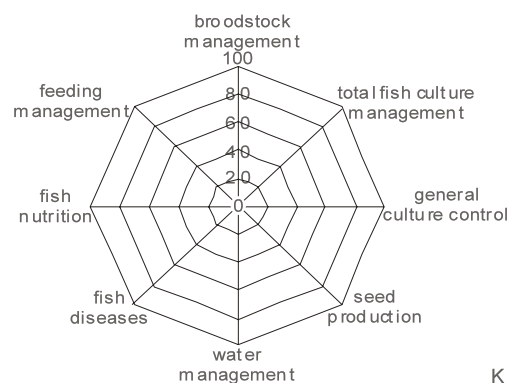 broodstock
management
100
feeding
management
80
total fish culture
management
60
40
20
fish
nutrition
0
general
culture control
fish
diseases
seed
production
water
management
K